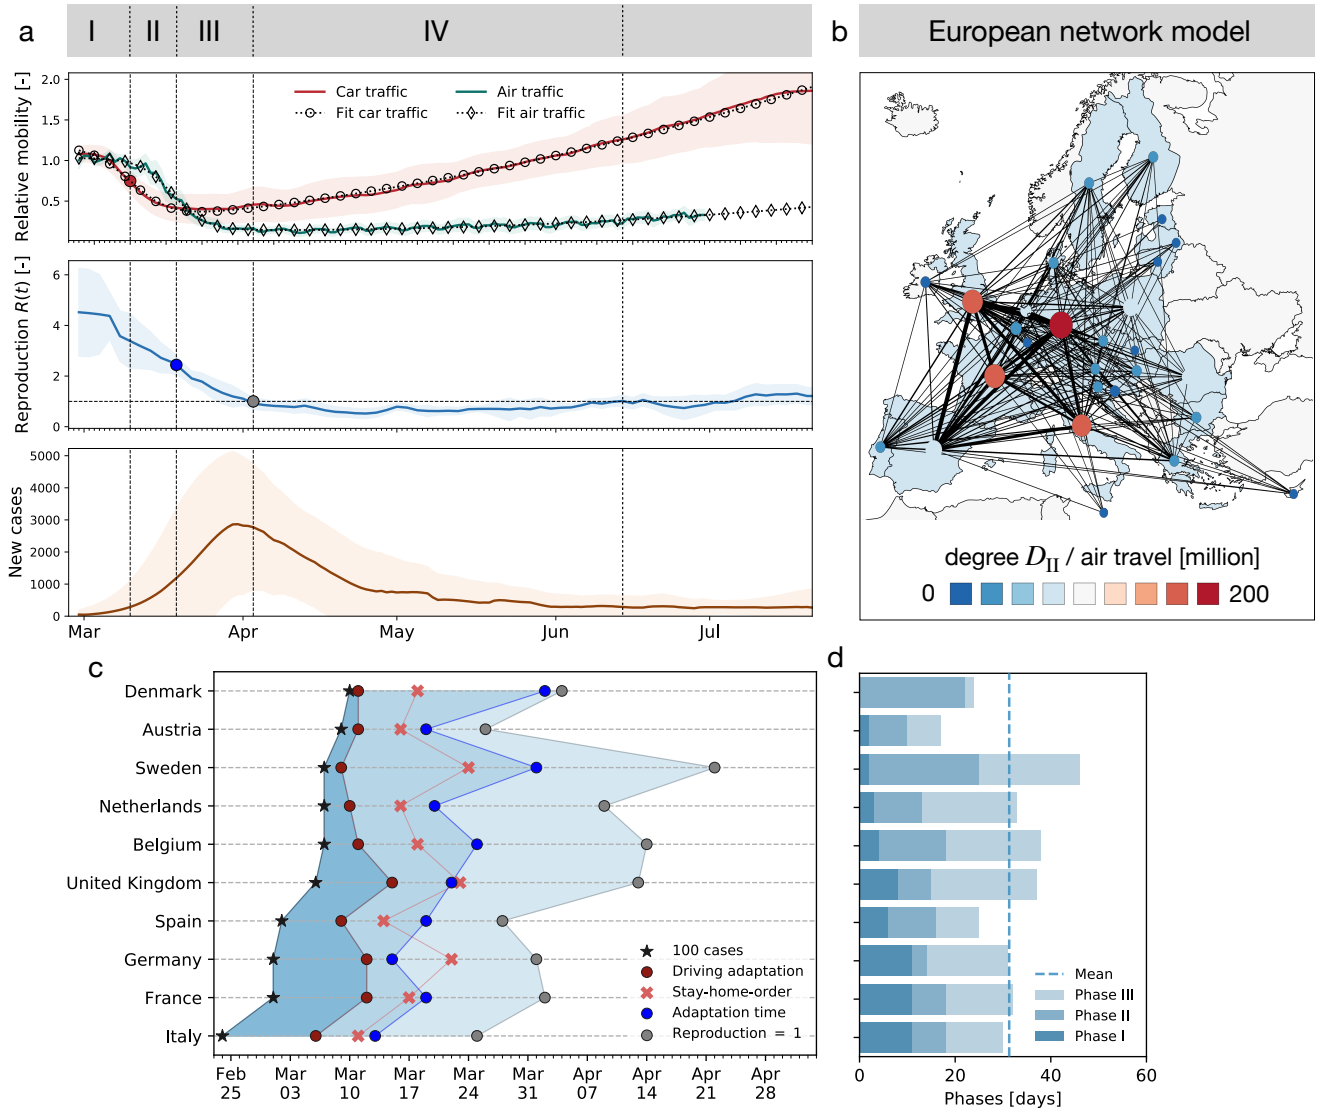 a
I
II
III
IV
b
European network model
Relative mobility [-]
2.0
1.5
1.0
0.5
Car traffic
Fit car traffic
Air traffic
Fit air traffic
Reproduction R(t) [-]
6
4
2
0
New cases
5000
4000
3000
2000
1000
0
Mar
Apr
May
Jun
Jul
degree D_II / air travel [million]
0
200
c
Denmark
Austria
Sweden
Netherlands
Belgium
United Kingdom
Spain
Germany
France
Italy
100 cases
Driving adaptation
Stay-home-order
Adaptation time
Reproduction = 1
Feb 25
Mar 03
Mar 10
Mar 17
Mar 24
Mar 31
Apr 07
Apr 14
Apr 21
Apr 28
d
Mean
Phase III
Phase II
Phase I
0
20
40
60
Phases [days]